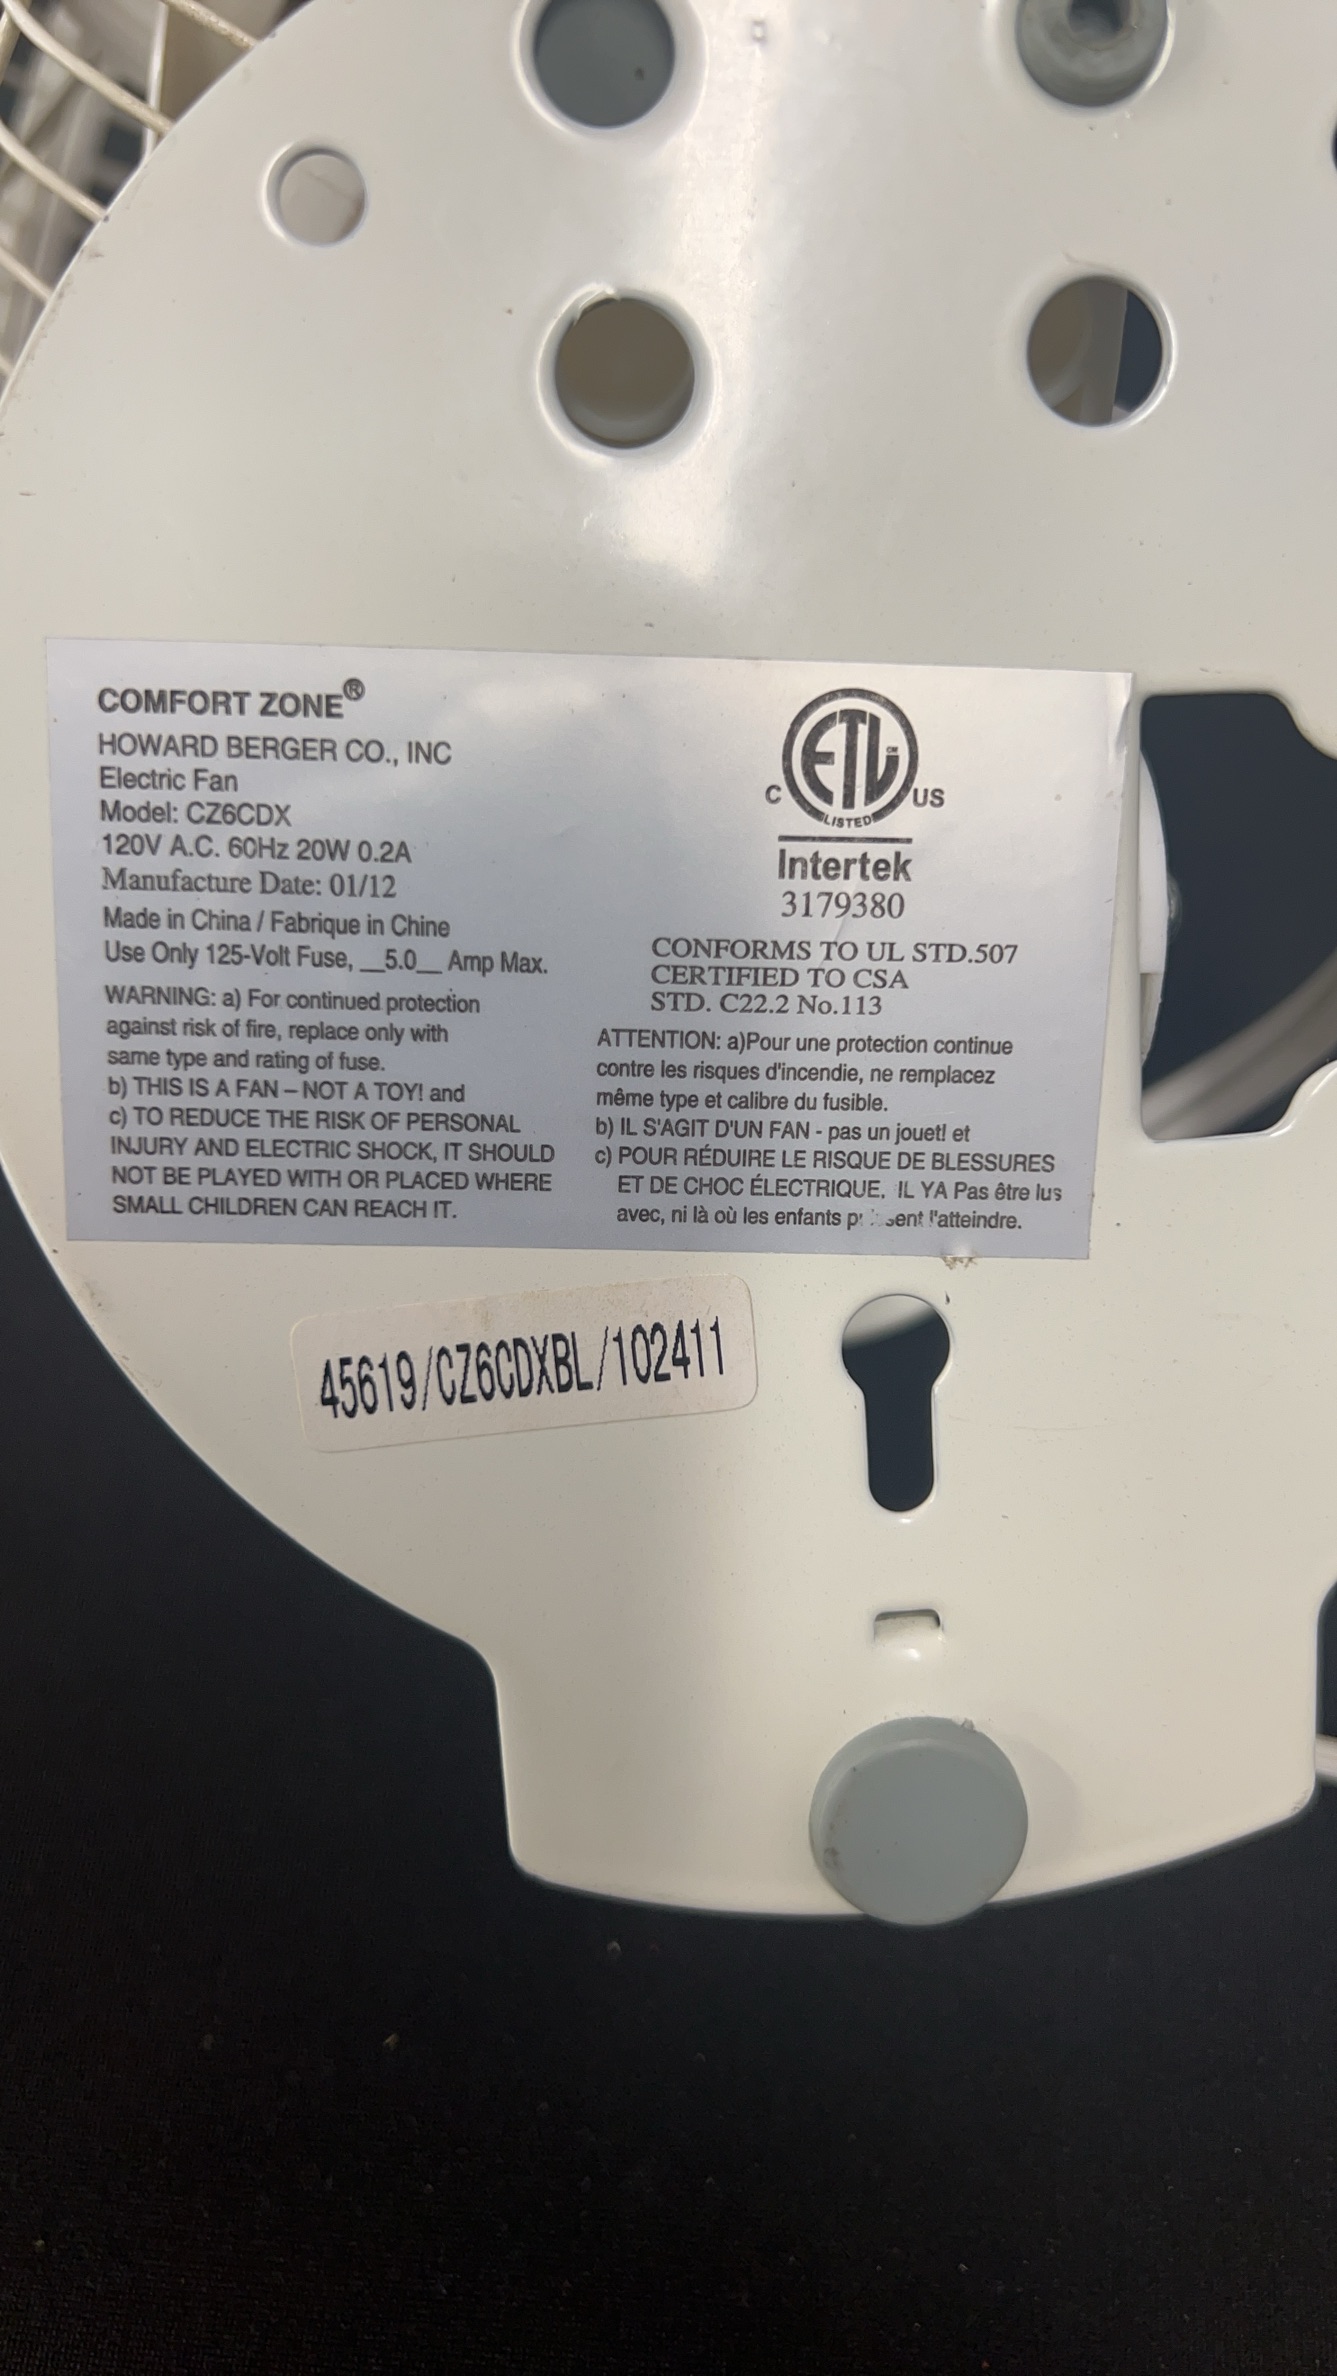 COMFORT ZONE®
HOWARD BERGER CO., INC
Electric Fan
Model: CZ6CDX
120V A.C. 60Hz 20W 0.2A
Manufacture Date: 01/12
Made in China / Fabrique in Chine
Use Only 125-Volt Fuse, __5.0__ Amp Max.
WARNING: a) For continued protection
against risk of fire, replace only with
same type and rating of fuse.
b) THIS IS A FAN – NOT A TOY! and
c) TO REDUCE THE RISK OF PERSONAL
INJURY AND ELECTRIC SHOCK, IT SHOULD
NOT BE PLAYED WITH OR PLACED WHERE
SMALL CHILDREN CAN REACH IT.
ETL CM
C US
LISTED
Intertek
3179380
CONFORMS TO UL STD.507
CERTIFIED TO CSA
STD. C22.2 No.113
ATTENTION: a)Pour une protection continue
contre les risques d'incendie, ne remplacez
même type et calibre du fusible.
b) IL S'AGIT D'UN FAN - pas un jouet! et
c) POUR RÉDUIRE LE RISQUE DE BLESSURES
ET DE CHOC ÉLECTRIQUE, IL YA Pas être lus
avec, ni là où les enfants l'atteindre.
45619/CZ6CDXBL/102411